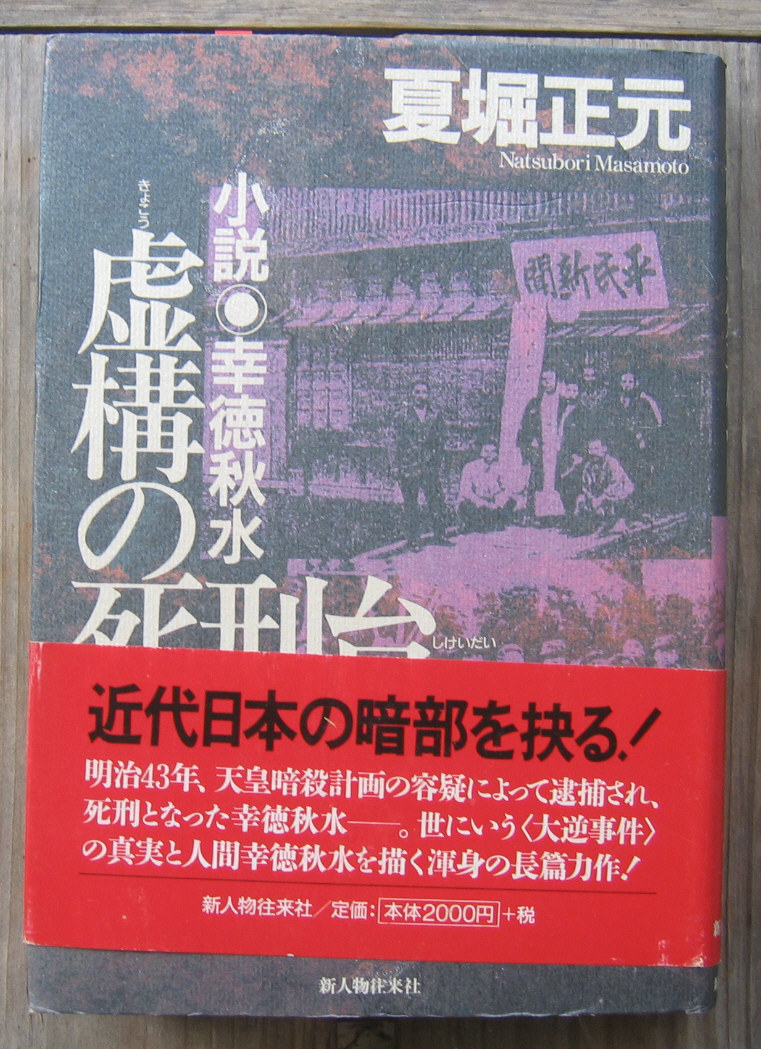 夏堀正元
Natsubori Masamoto
小説◉幸徳秋水
きょこう
虚構の死刑台
しけいだい
聞新民平
近代日本の暗部を抉る!
明治43年、天皇暗殺計画の容疑によって逮捕され、
死刑となった幸徳秋水──。世にいう〈大逆事件〉
の真実と人間幸徳秋水を描く渾身の長篇力作!
新人物往来社/定価:本体2000円+税
新人物往来社